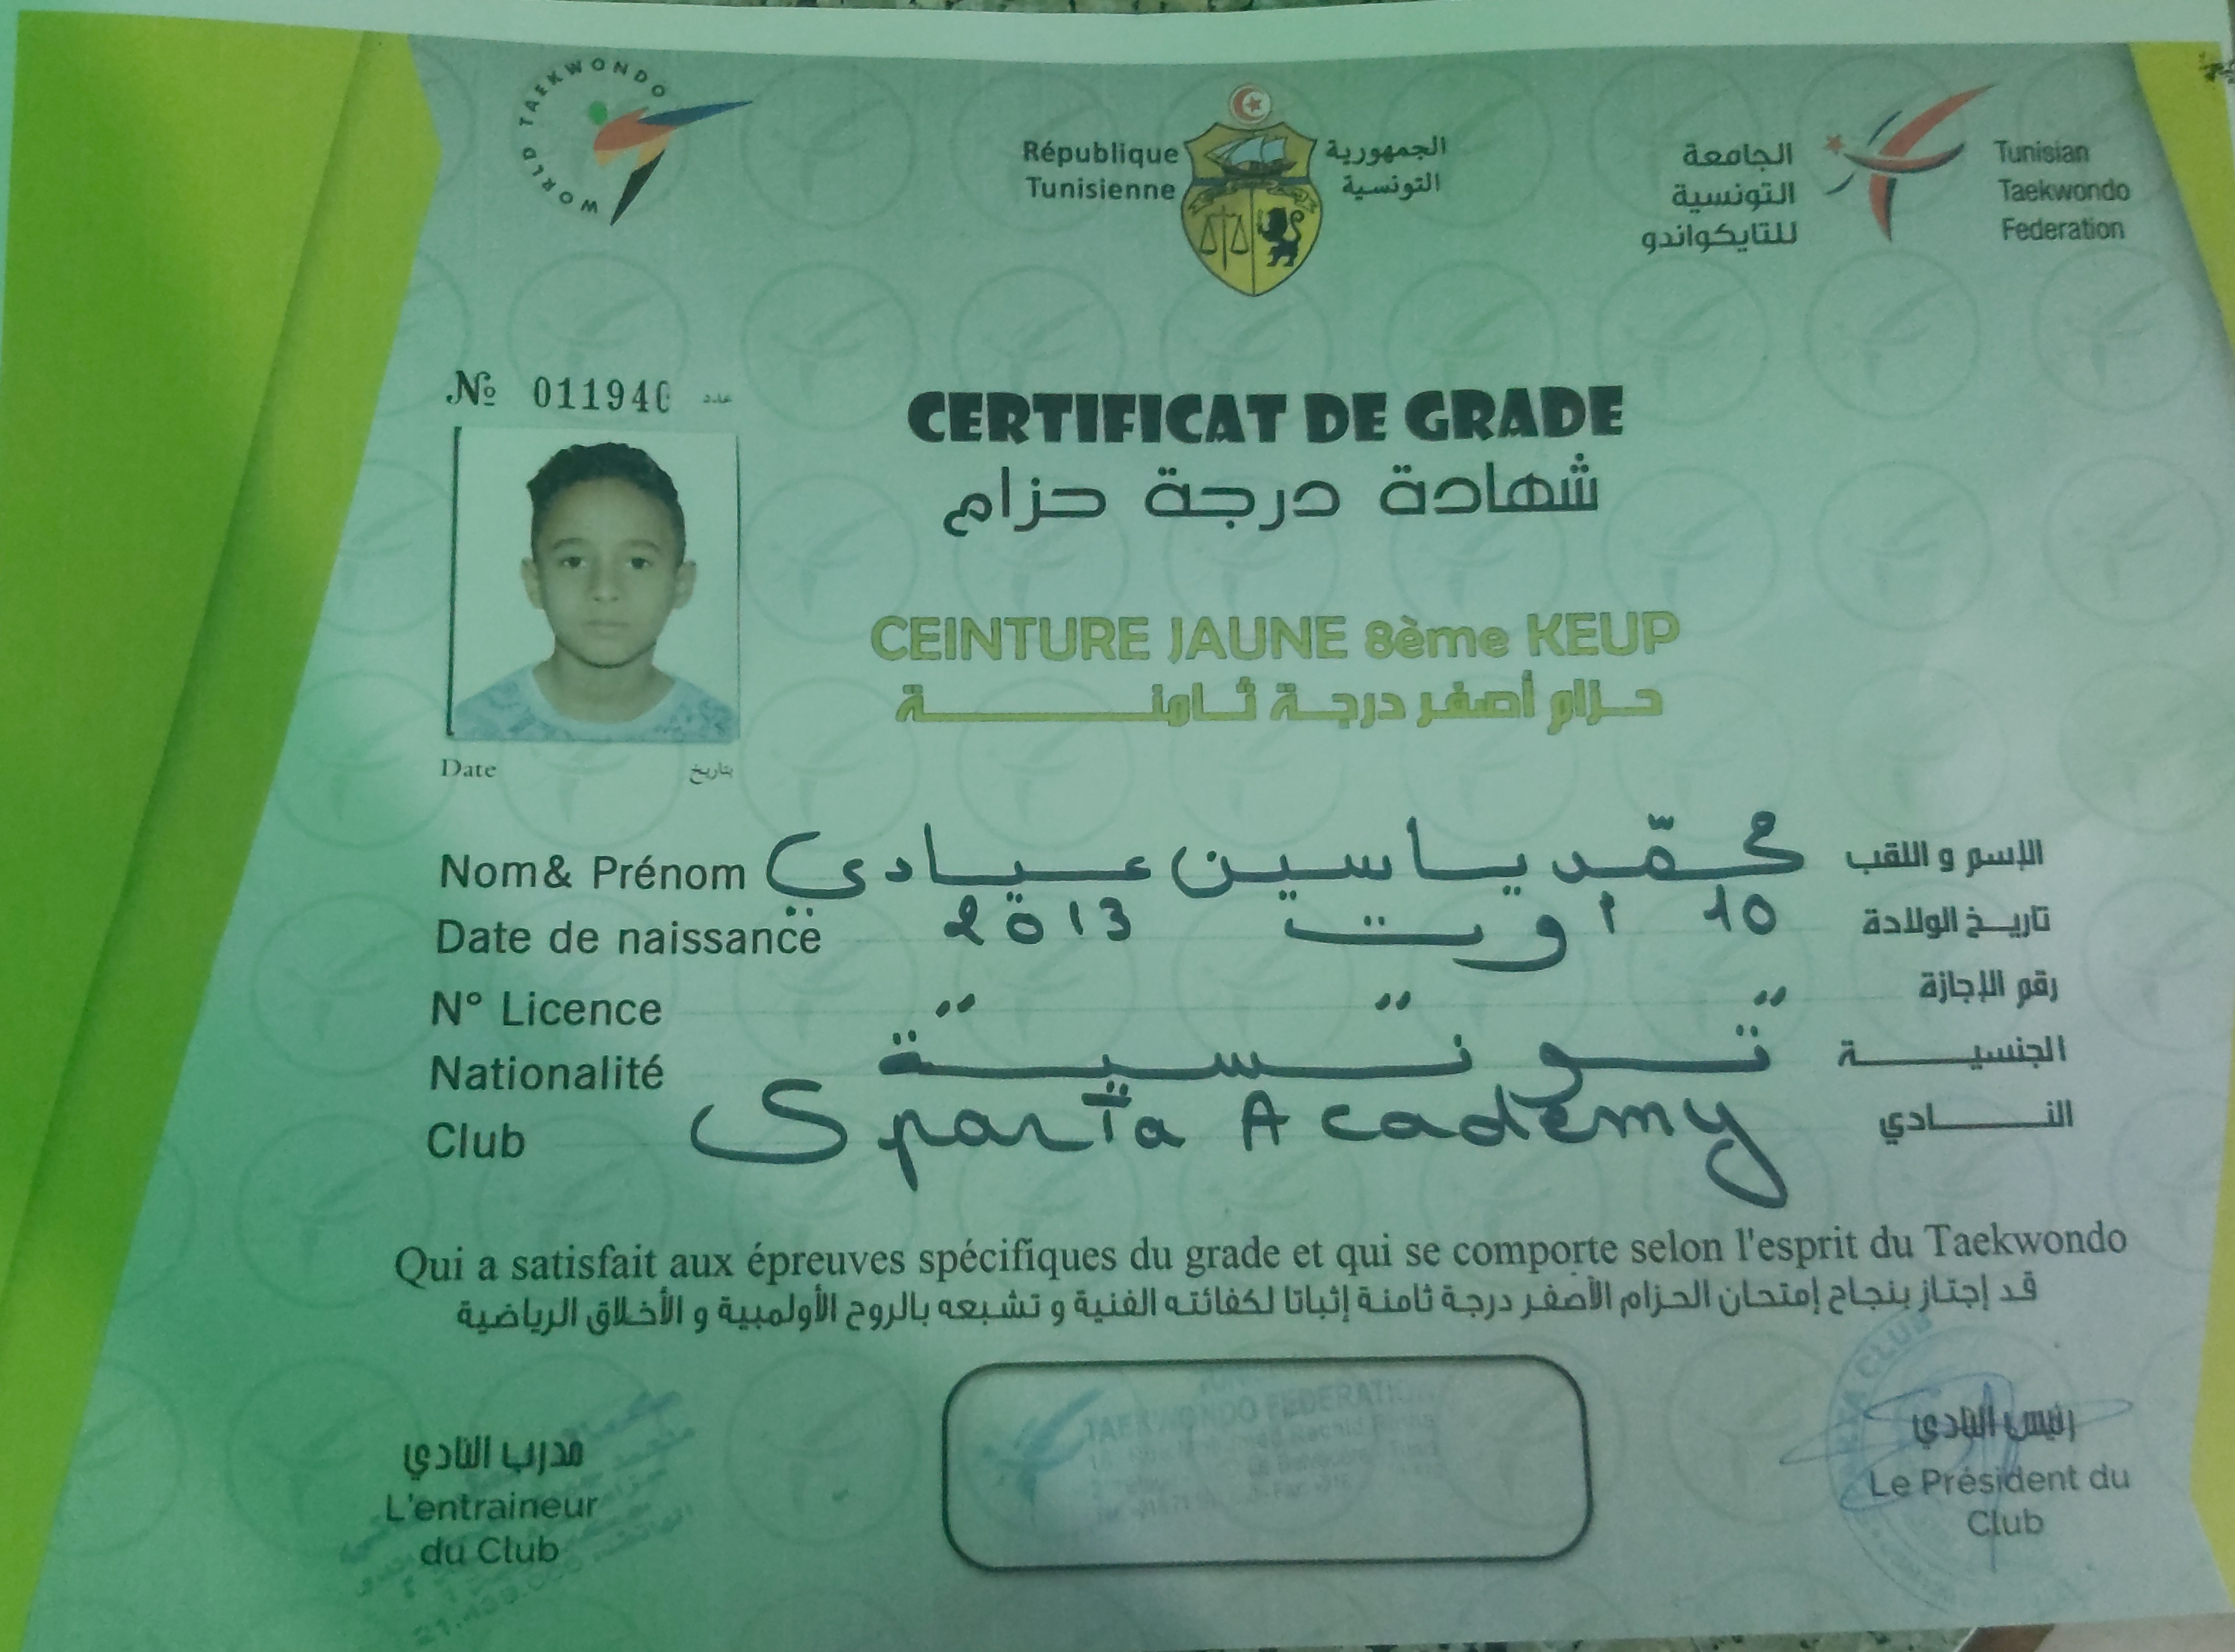 WORLD TAEKWONDO
République
Tunisienne
الجمهورية
التونسية
الجامعة
التونسية
للتايكواندو
Tunisian
Taekwondo
Federation
№ 011940 عدد
CERTIFICAT DE GRADE
شهادة درجة حزام
CEINTURE JAUNE 8ème KEUP
حزام أصفر درجة ثامنة
Date بتاريخ
Nom& Prénom محمّد ياسين عيادي الإسم و اللقب
Date de naissance 10 اوت 2013 تاريخ الولادة
N° Licence رقم الإجازة
Nationalité تونسية الجنسية
Club Sparta Academy النادي
Qui a satisfait aux épreuves spécifiques du grade et qui se comporte selon l'esprit du Taekwondo
قد إجتاز بنجاح إمتحان الحزام الأصفر درجة ثامنة إثباتا لكفائته الفنية و تشبعه بالروح الأولمبية و الأخلاق الرياضية
مدرب النادي
L'entraineur
du Club
TAEKWONDO FEDERATION
رئيس النادي
Le Président du
Club
CLUB